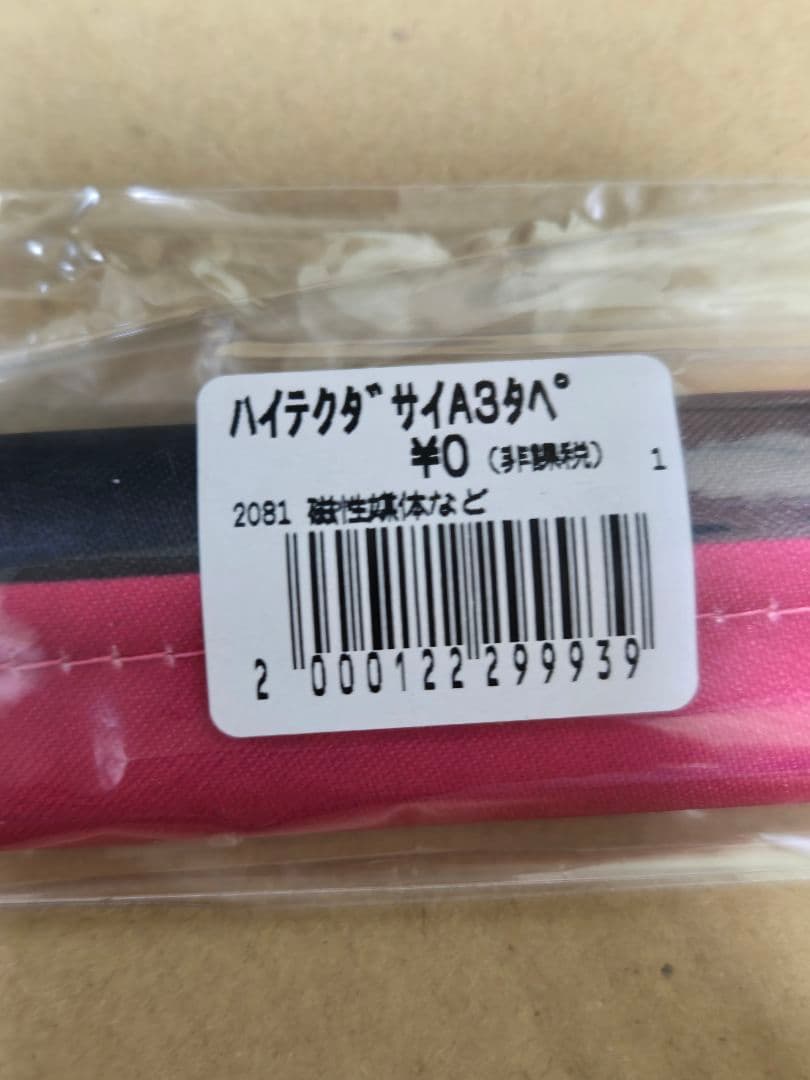 ハイテクダサイA3タペ
¥0 (非課税) 1
2081 磁性媒体など
2 000122 299939